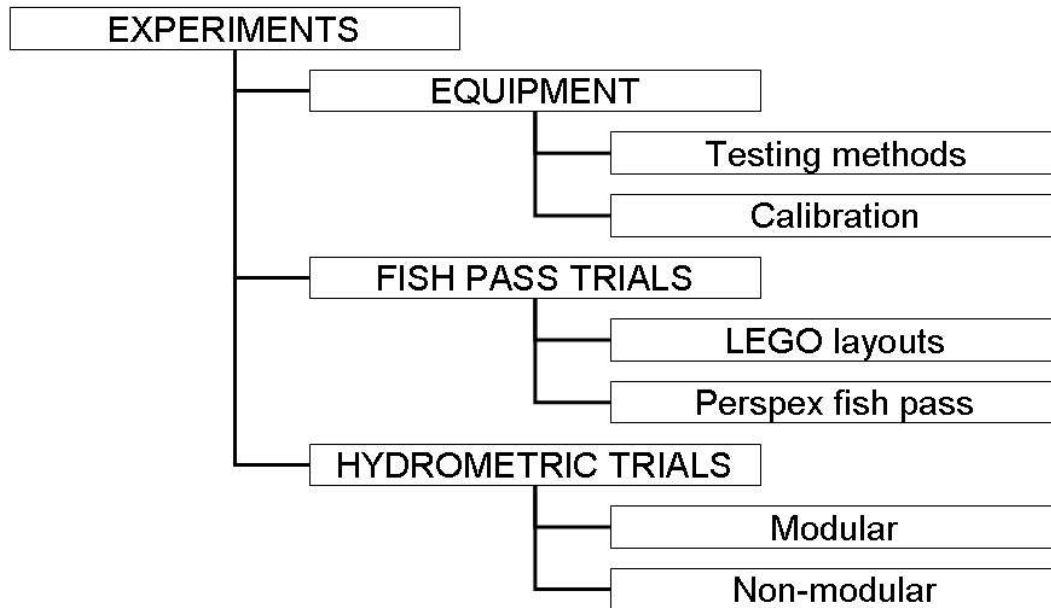 EXPERIMENTS
EQUIPMENT
Testing methods
Calibration
FISH PASS TRIALS
LEGO layouts
Perspex fish pass
HYDROMETRIC TRIALS
Modular
Non-modular